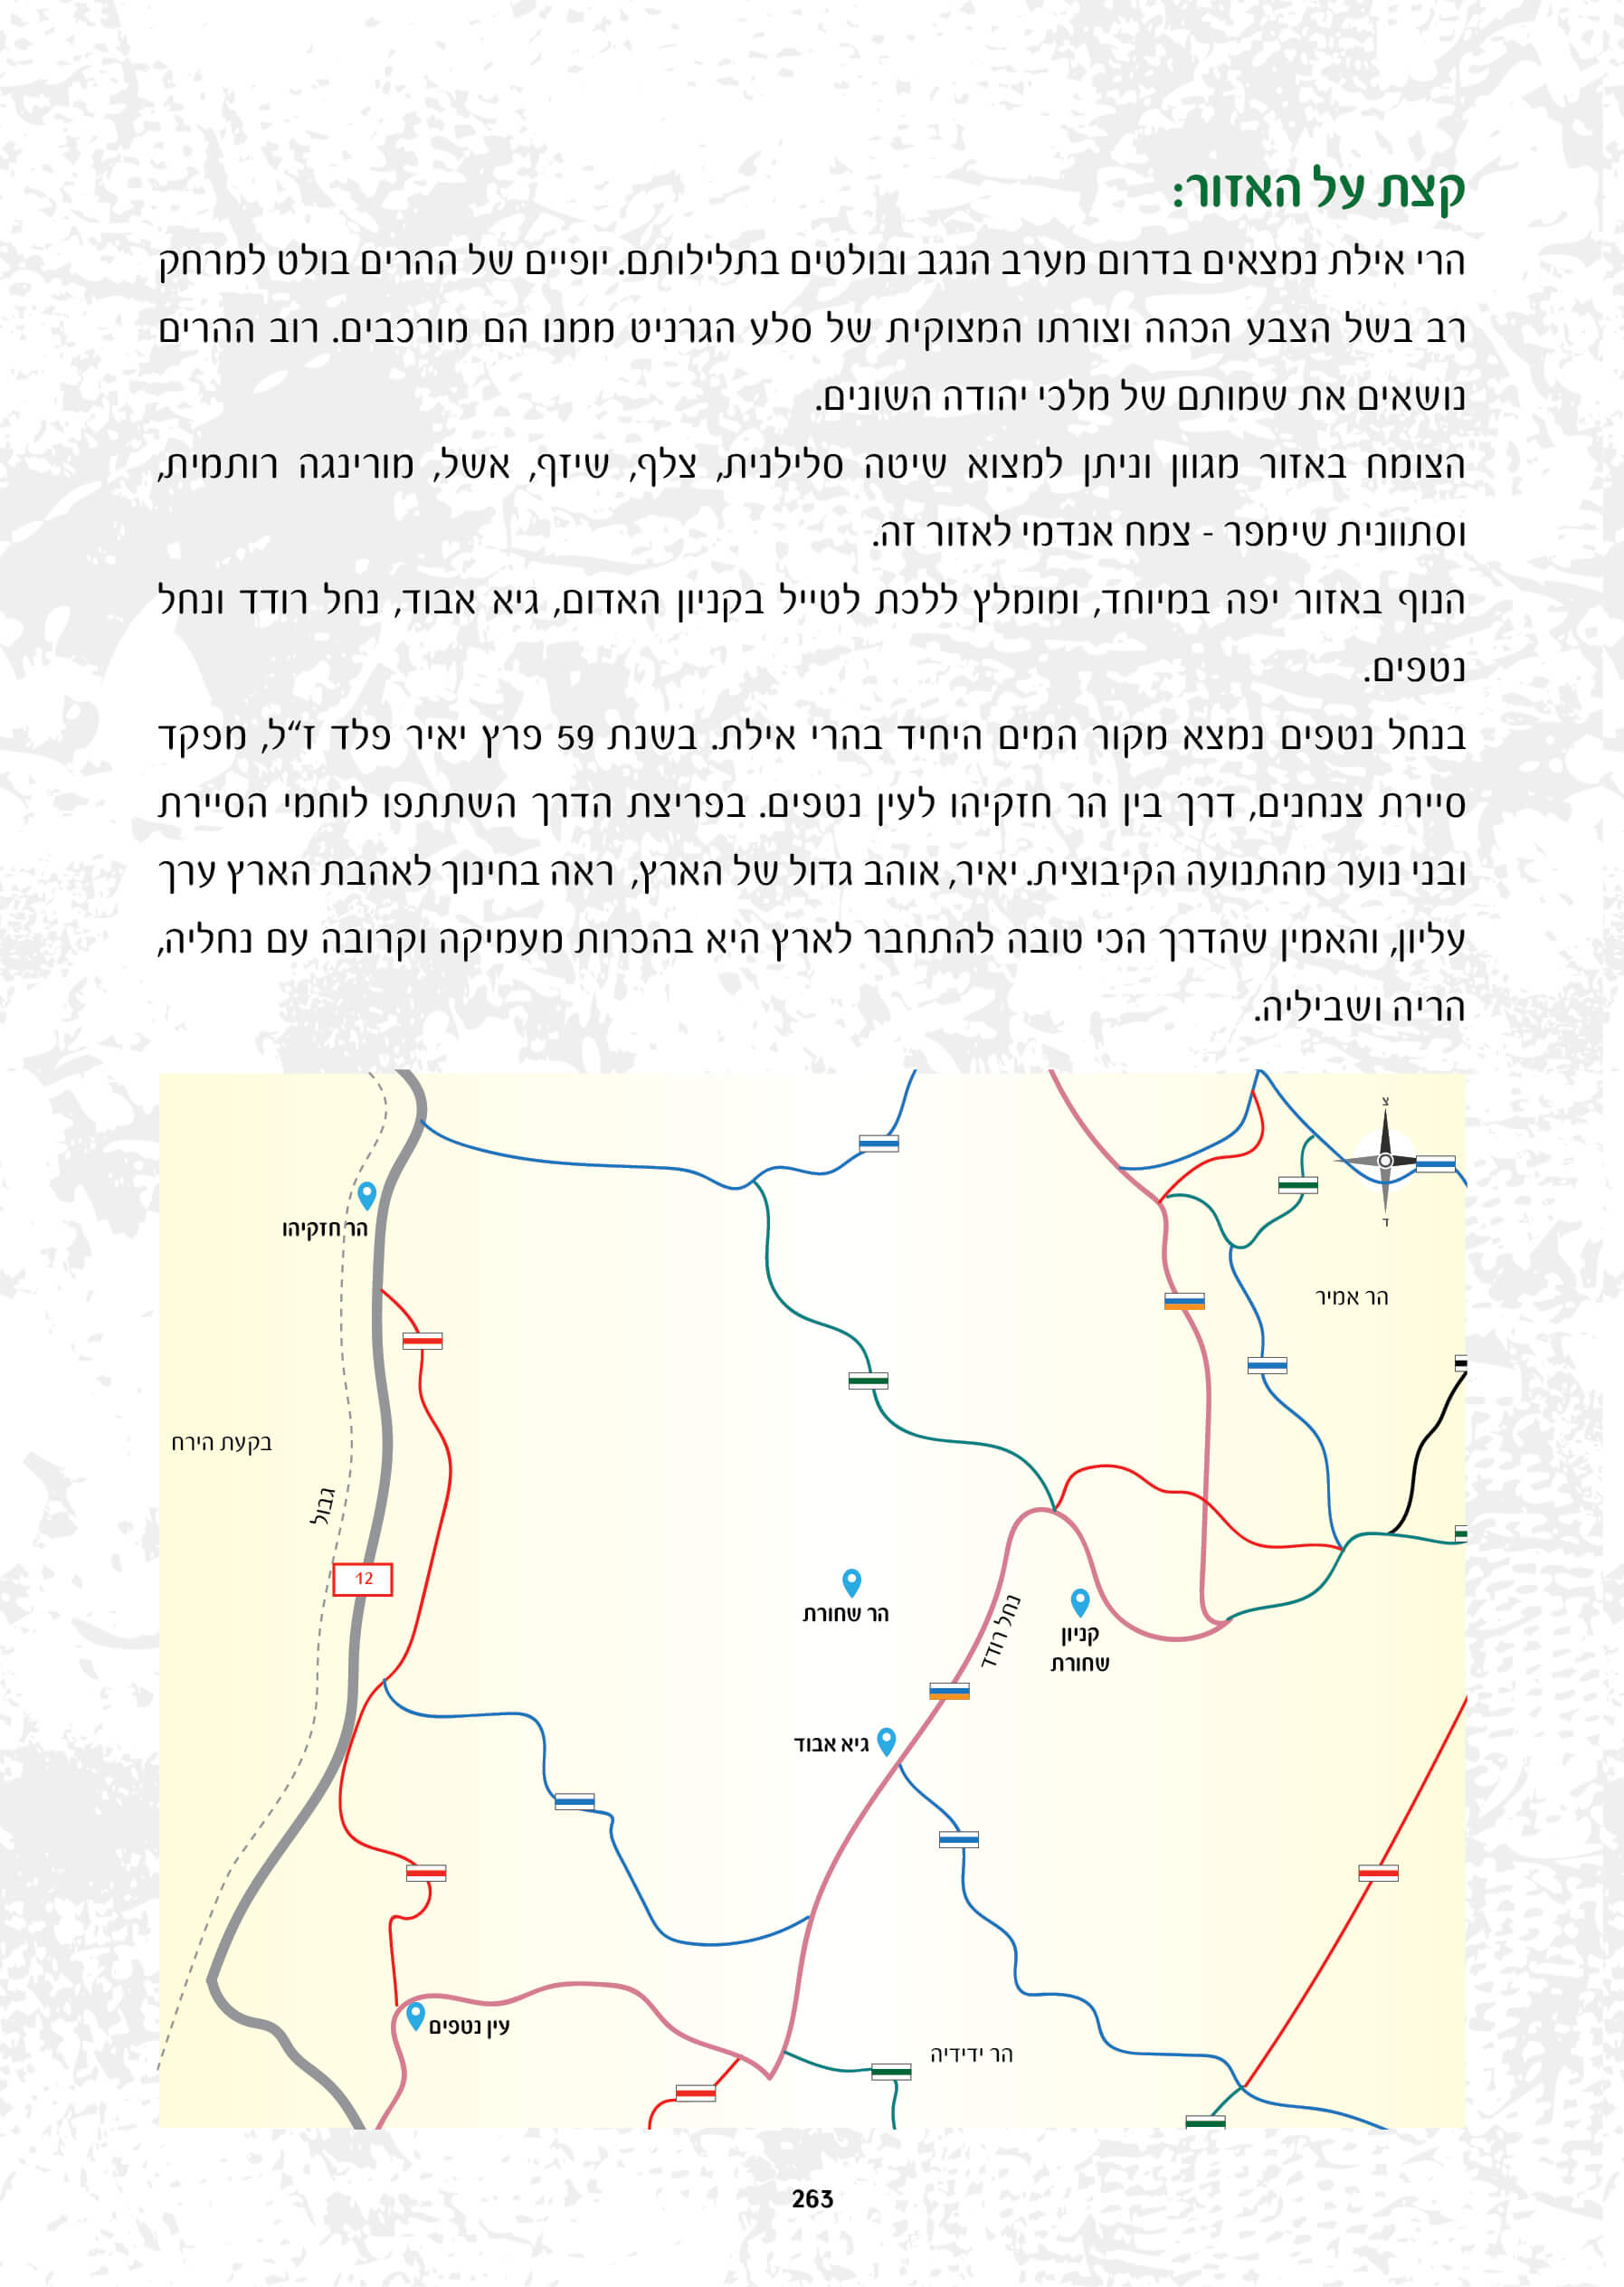 קצת על האזור:
הרי אילת נמצאים בדרום מערב הנגב ובולטים בתלילותם. יופיים של ההרים בולט למרחק
רב בשל הצבע הכהה וצורתו המצוקית של סלע הגרניט ממנו הם מורכבים. רוב ההרים
נושאים את שמותם של מלכי יהודה השונים.
הצומח באזור מגוון וניתן למצוא שיטה סלילנית, צלף, שיזף, אשל, מורינגה רותמית,
וסתוונית שימפר - צמח אנדמי לאזור זה.
הנוף באזור יפה במיוחד, ומומלץ ללכת לטייל בקניון האדום, גיא אבוד, נחל רודד ונחל
נטפים.
בנחל נטפים נמצא מקור המים היחיד בהרי אילת. בשנת 59 פרץ יאיר פלד ז״ל, מפקד
סיירת צנחנים, דרך בין הר חזקיהו לעין נטפים. בפריצת הדרך השתתפו לוחמי הסיירת
ובני נוער מהתנועה הקיבוצית. יאיר, אוהב גדול של הארץ, ראה בחינוך לאהבת הארץ ערך
עליון, והאמין שהדרך הכי טובה להתחבר לארץ היא בהכרות מעמיקה וקרובה עם נחליה,
הריה ושביליה.
צ
ד
הר חזקיהו
הר אמיר
בקעת הירח
גבול
12
הר שחורת
נחל רודד
קניון
שחורת
גיא אבוד
עין נטפים
הר ידידיה
263